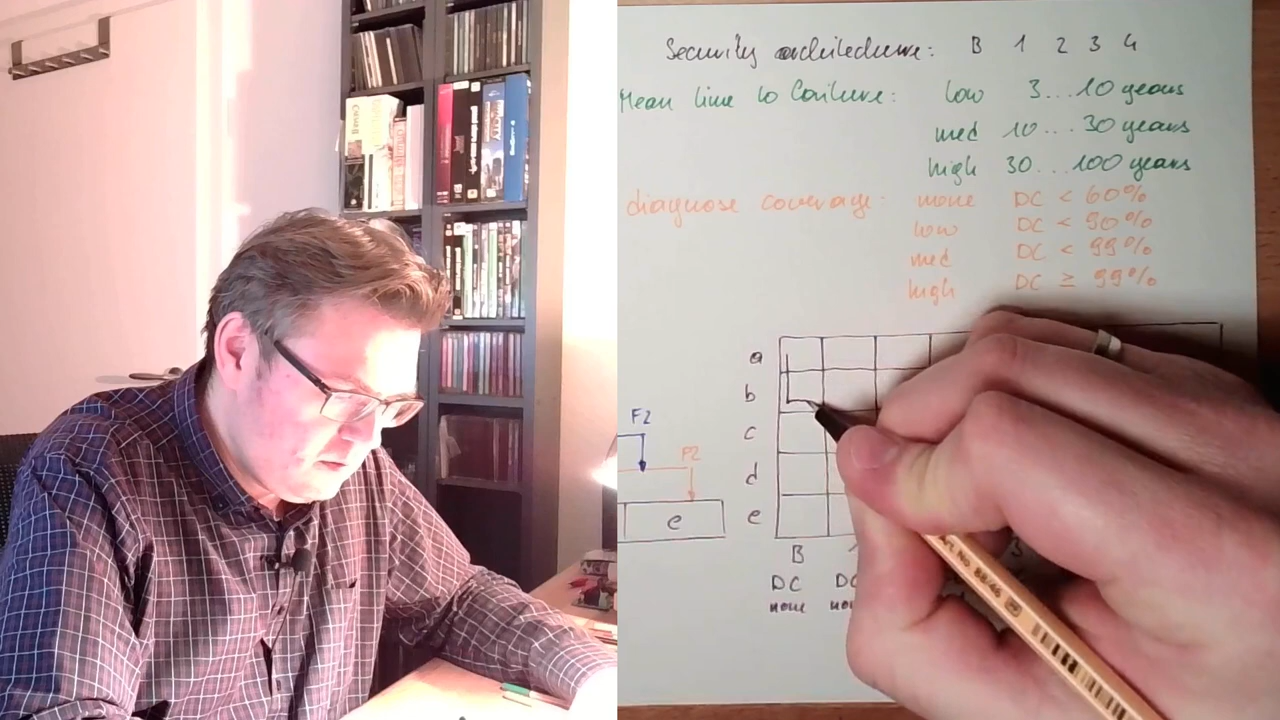 Security architecture: B 1 2 3 4
Mean time to failure: low 3...10 years
med 10 ... 30 years
high 30 ... 100 years
diagnose coverage: none DC < 60%
low DC < 90%
med DC < 99%
high DC ≥ 99%
a
b
c
d
e
F2
P2
e
B
DC DC
none